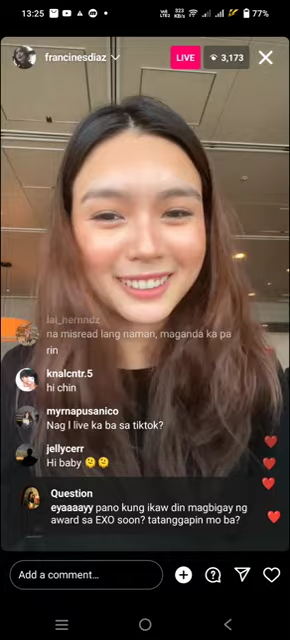 13:25
323
KB/s
77%
francinesdiaz
LIVE
3,173
lai_hernndz
na misread lang naman, maganda ka pa
rin
knalcntr.5
hi chin
myrnapusanico
Nag l live ka ba sa tiktok?
jellycerr
Hi baby 🫠🫠
Question
eyaaaayy pano kung ikaw din magbigay ng
award sa EXO soon? tatanggapin mo ba?
Add a comment...